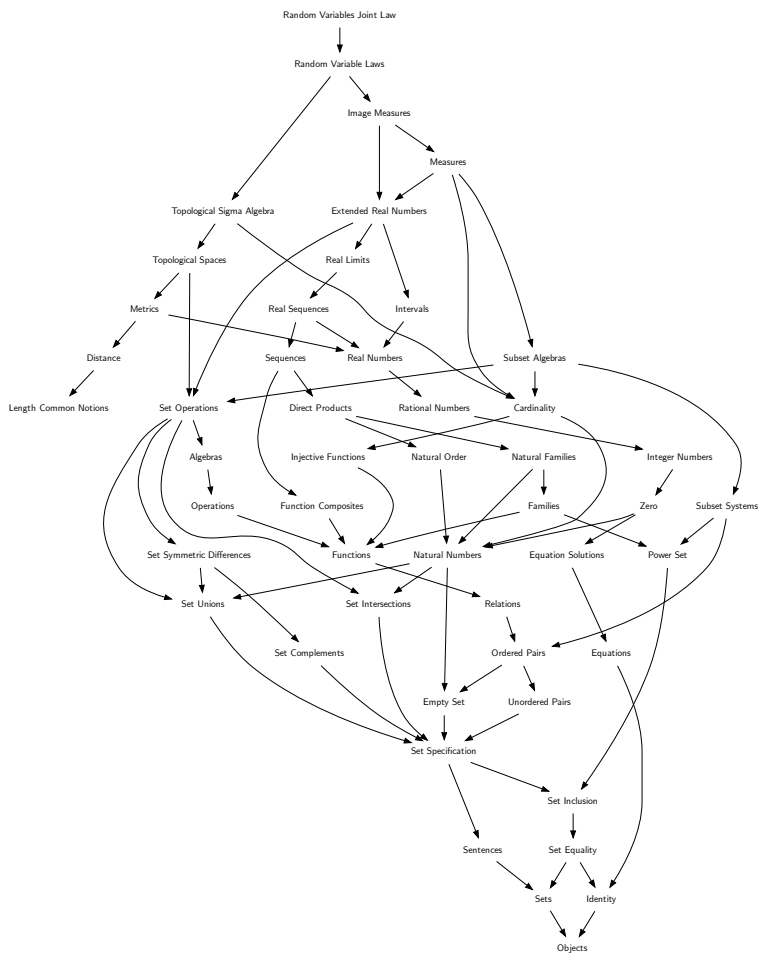 Random Variables Joint Law
Random Variable Laws
Image Measures
Measures
Topological Sigma Algebra
Extended Real Numbers
Topological Spaces
Real Limits
Metrics
Real Sequences
Intervals
Distance
Sequences
Real Numbers
Subset Algebras
Length Common Notions
Set Operations
Direct Products
Rational Numbers
Cardinality
Algebras
Injective Functions
Natural Order
Natural Families
Integer Numbers
Operations
Function Composites
Families
Zero
Subset Systems
Set Symmetric Differences
Functions
Natural Numbers
Equation Solutions
Power Set
Set Unions
Set Intersections
Relations
Set Complements
Ordered Pairs
Equations
Empty Set
Unordered Pairs
Set Specification
Set Inclusion
Sentences
Set Equality
Sets
Identity
Objects